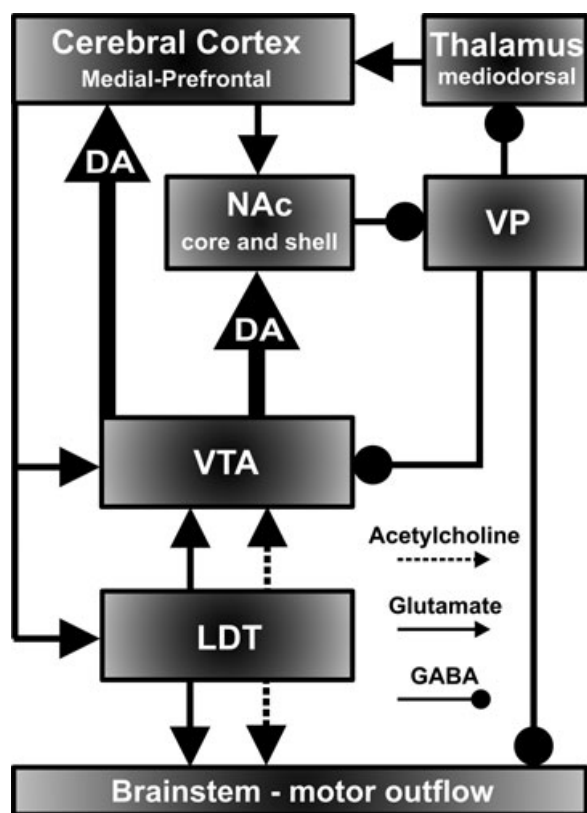 Cerebral Cortex
Medial-Prefrontal
Thalamus
mediodorsal
DA
NAc
core and shell
VP
DA
VTA
Acetylcholine
Glutamate
LDT
GABA
Brainstem - motor outflow